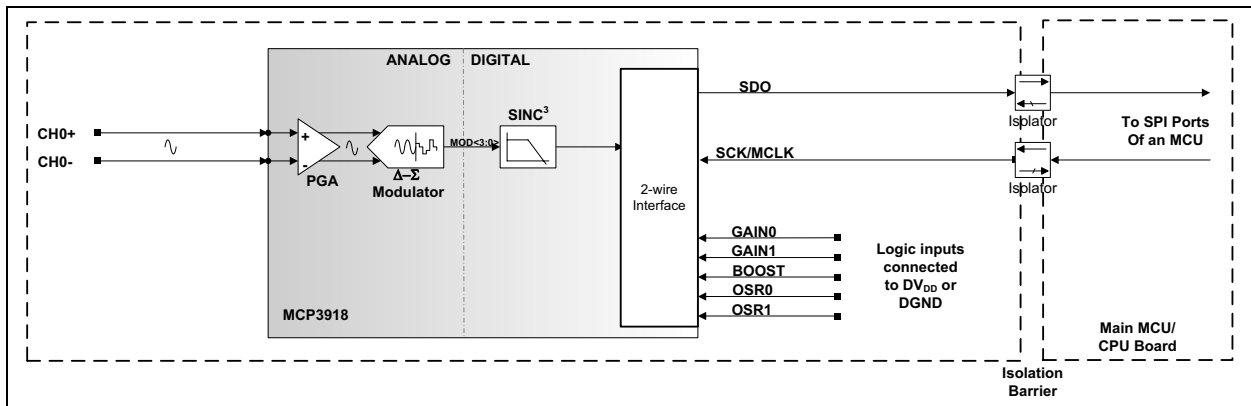 ANALOG
DIGITAL
CH0+
CH0-
+
-
PGA
Δ–Σ
Modulator
MOD<3:0>
SINC³
2-wire
Interface
SDO
SCK/MCLK
GAIN0
GAIN1
BOOST
OSR0
OSR1
Logic inputs
connected
to DVDD or
DGND
MCP3918
Isolator
Isolator
To SPI Ports
Of an MCU
Main MCU/
CPU Board
Isolation
Barrier